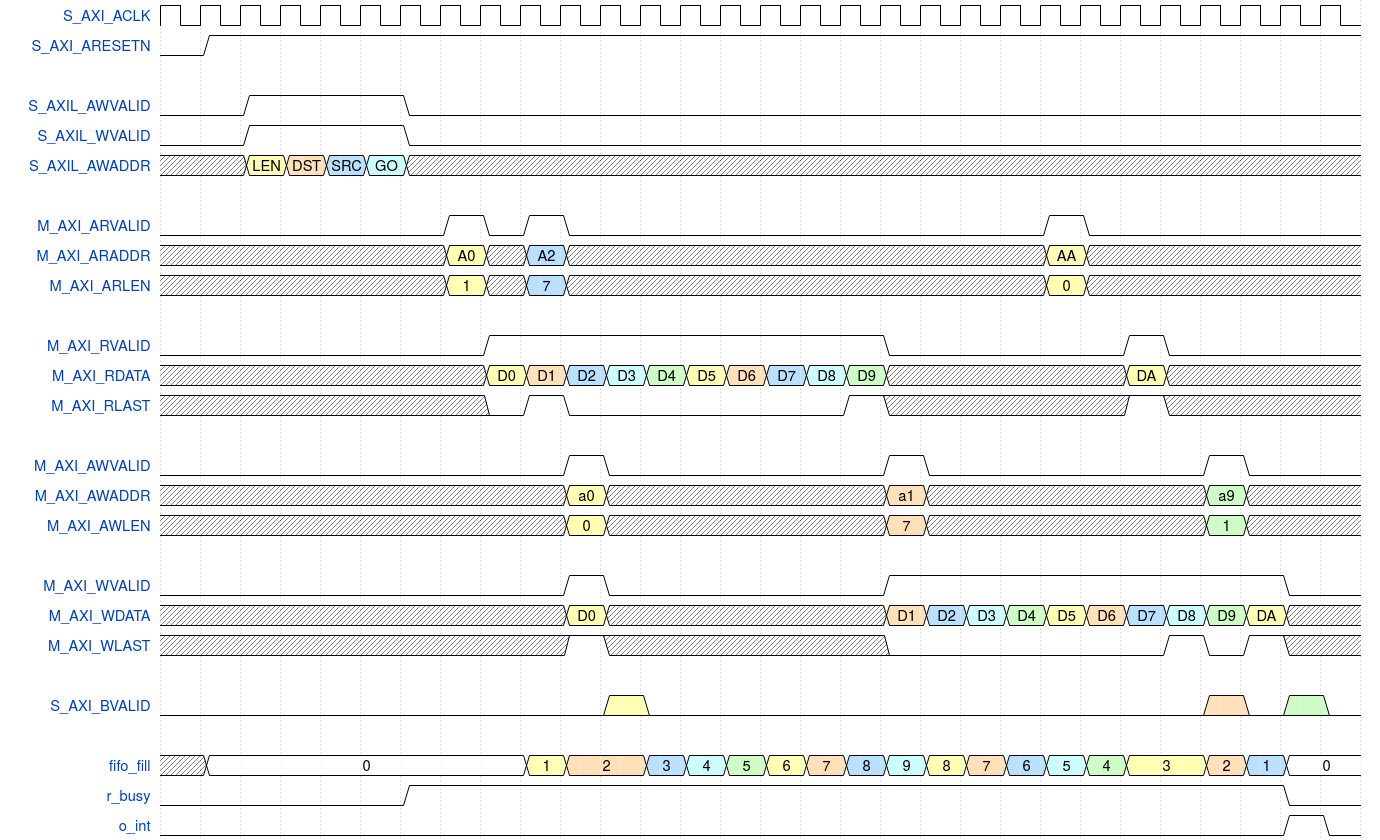 S_AXI_ACLK
S_AXI_ARESETN
S_AXIL_AWVALID
S_AXIL_WVALID
S_AXIL_AWADDR LEN DST SRC GO
M_AXI_ARVALID
M_AXI_ARADDR A0 A2 AA
M_AXI_ARLEN 1 7 0
M_AXI_RVALID
M_AXI_RDATA D0 D1 D2 D3 D4 D5 D6 D7 D8 D9 DA
M_AXI_RLAST
M_AXI_AWVALID
M_AXI_AWADDR a0 a1 a9
M_AXI_AWLEN 0 7 1
M_AXI_WVALID
M_AXI_WDATA D0 D1 D2 D3 D4 D5 D6 D7 D8 D9 DA
M_AXI_WLAST
S_AXI_BVALID
fifo_fill 0 1 2 3 4 5 6 7 8 9 8 7 6 5 4 3 2 1 0
r_busy
o_int